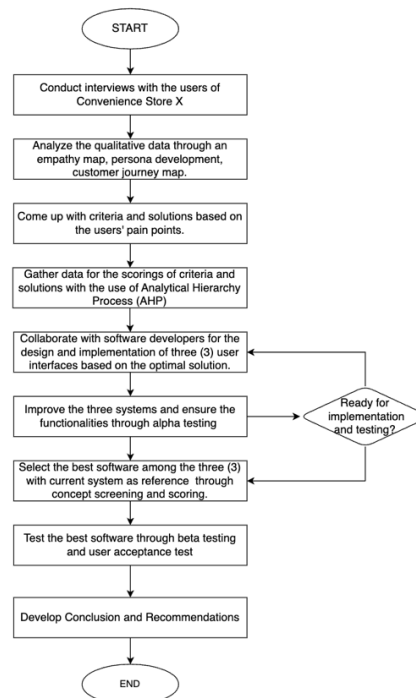 START
Conduct interviews with the users of
Convenience Store X
Analyze the qualitative data through an
empathy map, persona development,
customer journey map.
Come up with criteria and solutions based on
the users' pain points.
Gather data for the scorings of criteria and
solutions with the use of Analytical Hierarchy
Process (AHP)
Collaborate with software developers for the
design and implementation of three (3) user
interfaces based on the optimal solution.
Improve the three systems and ensure the
functionalities through alpha testing
Ready for
implementation
and testing?
Select the best software among the three (3)
with current system as reference through
concept screening and scoring.
Test the best software through beta testing
and user acceptance test
Develop Conclusion and Recommendations
END